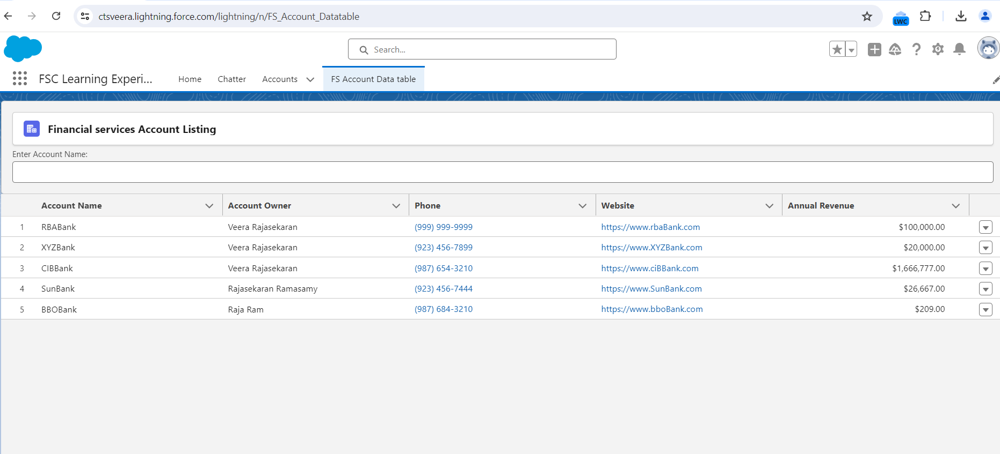 ctsveera.lightning.force.com/lightning/n/FS_Account_Datatable
LWC
Search...
FSC Learning Experi... Home Chatter Accounts FS Account Data table
Financial services Account Listing
Enter Account Name:
Account Name Account Owner Phone Website Annual Revenue
1 RBABank Veera Rajasekaran (999) 999-9999 https://www.rbaBank.com $100,000.00
2 XYZBank Veera Rajasekaran (923) 456-7899 https://www.XYZBank.com $20,000.00
3 CIBBank Veera Rajasekaran (987) 654-3210 https://www.ciBBank.com $1,666,777.00
4 SunBank Rajasekaran Ramasamy (923) 456-7444 https://www.SunBank.com $26,667.00
5 BBOBank Raja Ram (987) 684-3210 https://www.bboBank.com $209.00